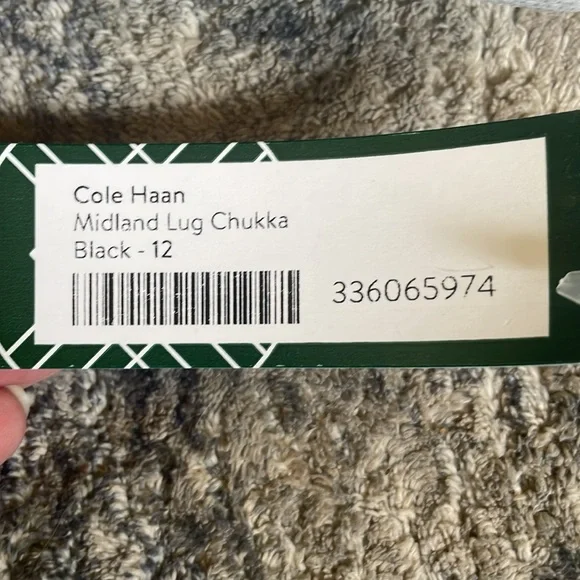 Cole Haan
Midland Lug Chukka
Black - 12
336065974